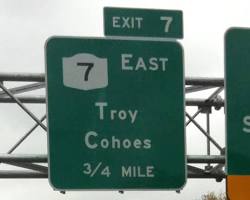 EXIT 7
7 EAST
Troy
Cohoes
3/4 MILE